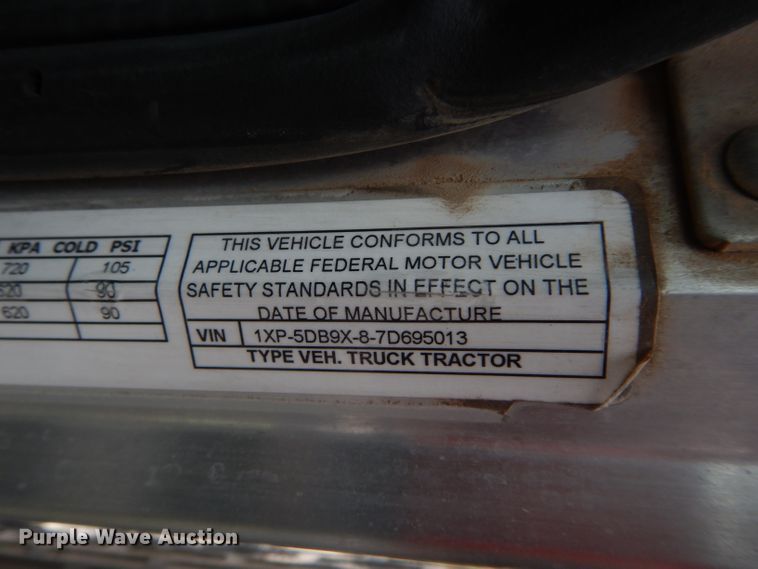 KPA COLD PSI
720 105
620 90
620 90
THIS VEHICLE CONFORMS TO ALL
APPLICABLE FEDERAL MOTOR VEHICLE
SAFETY STANDARDS IN EFFECT ON THE
DATE OF MANUFACTURE
VIN 1XP-5DB9X-8-7D695013
TYPE VEH. TRUCK TRACTOR
Purple Wave Auction